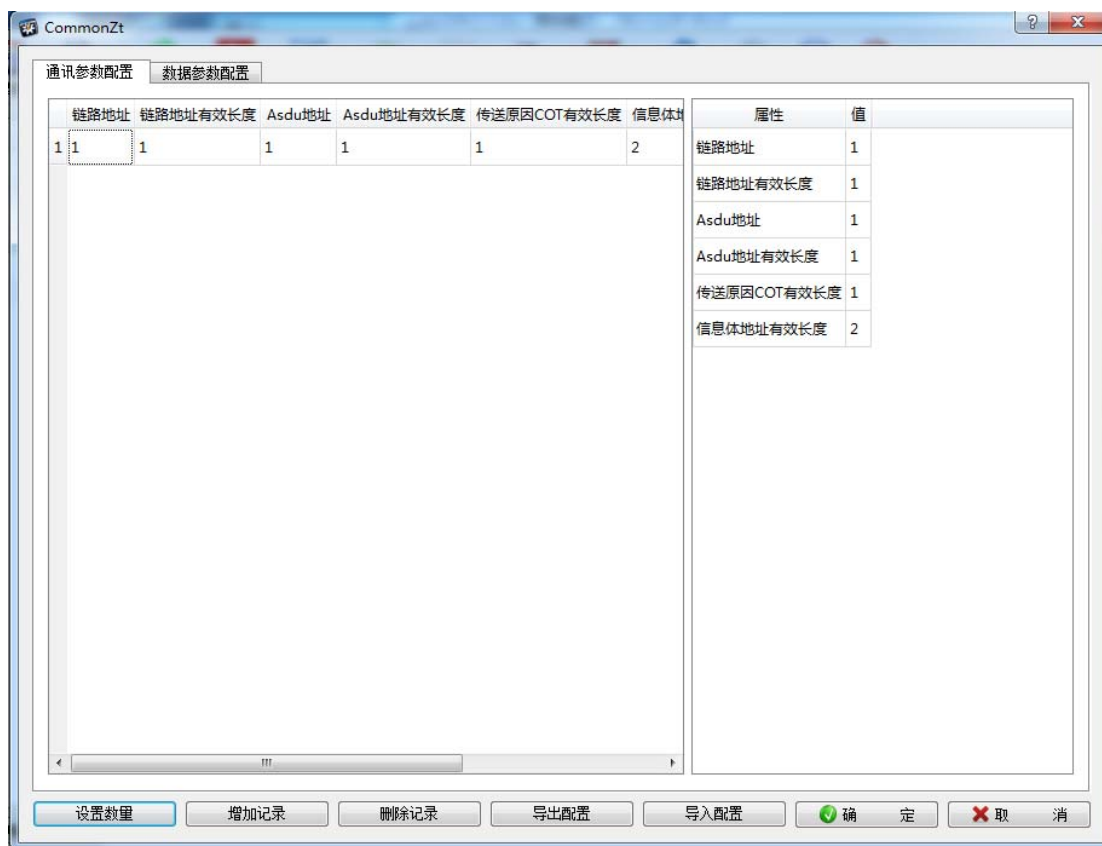 CommonZt
通讯参数配置 数据参数配置
链路地址 链路地址有效长度 Asdu地址 Asdu地址有效长度 传送原因COT有效长度 信息体地
1 1 1 1 1 1 2
属性 值
链路地址 1
链路地址有效长度 1
Asdu地址 1
Asdu地址有效长度 1
传送原因COT有效长度 1
信息体地址有效长度 2
设置数量 增加记录 删除记录 导出配置 导入配置 确 定 取 消